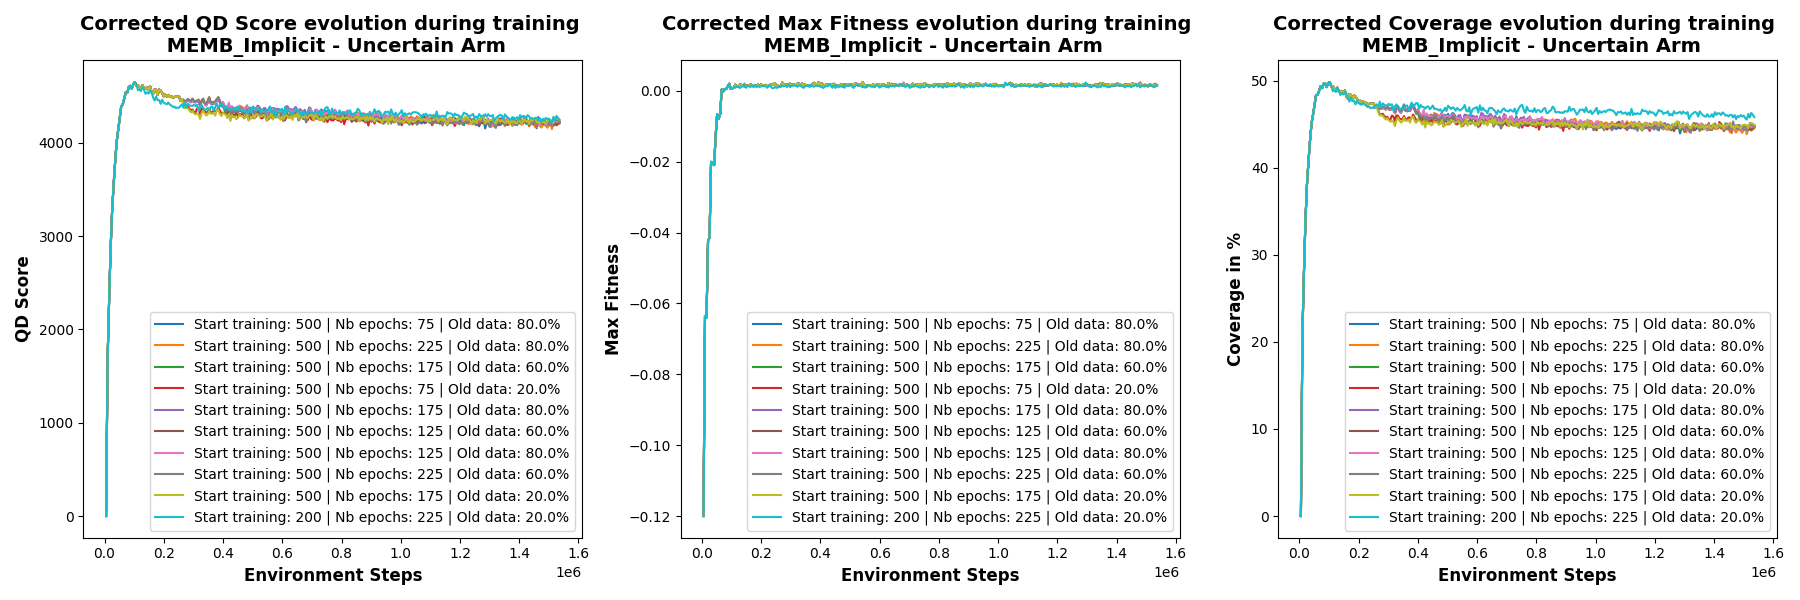 Corrected QD Score evolution during training
MEMB_Implicit - Uncertain Arm
QD Score
4000
3000
2000
1000
0
Start training: 500 | Nb epochs: 75 | Old data: 80.0%
Start training: 500 | Nb epochs: 225 | Old data: 80.0%
Start training: 500 | Nb epochs: 175 | Old data: 60.0%
Start training: 500 | Nb epochs: 75 | Old data: 20.0%
Start training: 500 | Nb epochs: 175 | Old data: 80.0%
Start training: 500 | Nb epochs: 125 | Old data: 60.0%
Start training: 500 | Nb epochs: 125 | Old data: 80.0%
Start training: 500 | Nb epochs: 225 | Old data: 60.0%
Start training: 500 | Nb epochs: 175 | Old data: 20.0%
Start training: 200 | Nb epochs: 225 | Old data: 20.0%
0.0 0.2 0.4 0.6 0.8 1.0 1.2 1.4 1.6
1e6
Environment Steps
Corrected Max Fitness evolution during training
MEMB_Implicit - Uncertain Arm
Max Fitness
0.00
−0.02
−0.04
−0.06
−0.08
−0.10
−0.12
Start training: 500 | Nb epochs: 75 | Old data: 80.0%
Start training: 500 | Nb epochs: 225 | Old data: 80.0%
Start training: 500 | Nb epochs: 175 | Old data: 60.0%
Start training: 500 | Nb epochs: 75 | Old data: 20.0%
Start training: 500 | Nb epochs: 175 | Old data: 80.0%
Start training: 500 | Nb epochs: 125 | Old data: 60.0%
Start training: 500 | Nb epochs: 125 | Old data: 80.0%
Start training: 500 | Nb epochs: 225 | Old data: 60.0%
Start training: 500 | Nb epochs: 175 | Old data: 20.0%
Start training: 200 | Nb epochs: 225 | Old data: 20.0%
0.0 0.2 0.4 0.6 0.8 1.0 1.2 1.4 1.6
1e6
Environment Steps
Corrected Coverage evolution during training
MEMB_Implicit - Uncertain Arm
Coverage in %
50
40
30
20
10
0
Start training: 500 | Nb epochs: 75 | Old data: 80.0%
Start training: 500 | Nb epochs: 225 | Old data: 80.0%
Start training: 500 | Nb epochs: 175 | Old data: 60.0%
Start training: 500 | Nb epochs: 75 | Old data: 20.0%
Start training: 500 | Nb epochs: 175 | Old data: 80.0%
Start training: 500 | Nb epochs: 125 | Old data: 60.0%
Start training: 500 | Nb epochs: 125 | Old data: 80.0%
Start training: 500 | Nb epochs: 225 | Old data: 60.0%
Start training: 500 | Nb epochs: 175 | Old data: 20.0%
Start training: 200 | Nb epochs: 225 | Old data: 20.0%
0.0 0.2 0.4 0.6 0.8 1.0 1.2 1.4 1.6
1e6
Environment Steps